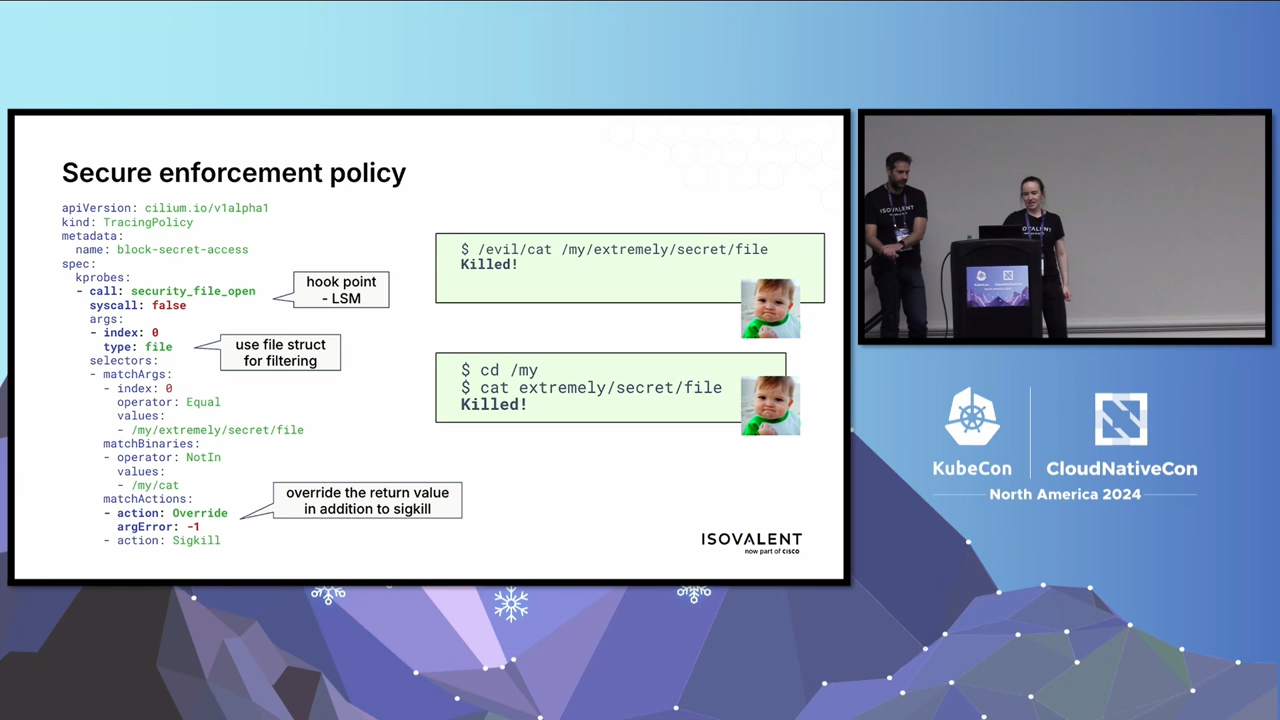 Secure enforcement policy
apiVersion: cilium.io/v1alpha1
kind: TracingPolicy
metadata:
name: block-secret-access
spec:
kprobes:
- call: security_file_open
syscall: false
args:
- index: 0
type: file
selectors:
- matchArgs:
- index: 0
operator: Equal
values:
- /my/extremely/secret/file
matchBinaries:
- operator: NotIn
values:
- /my/cat
matchActions:
- action: Override
argError: -1
- action: Sigkill
hook point
- LSM
use file struct
for filtering
override the return value
in addition to sigkill
$ /evil/cat /my/extremely/secret/file
Killed!
$ cd /my
$ cat extremely/secret/file
Killed!
ISOVALENT
now part of CISCO
ISOVALENT
KubeCon
CloudNativeCon
North America 2024